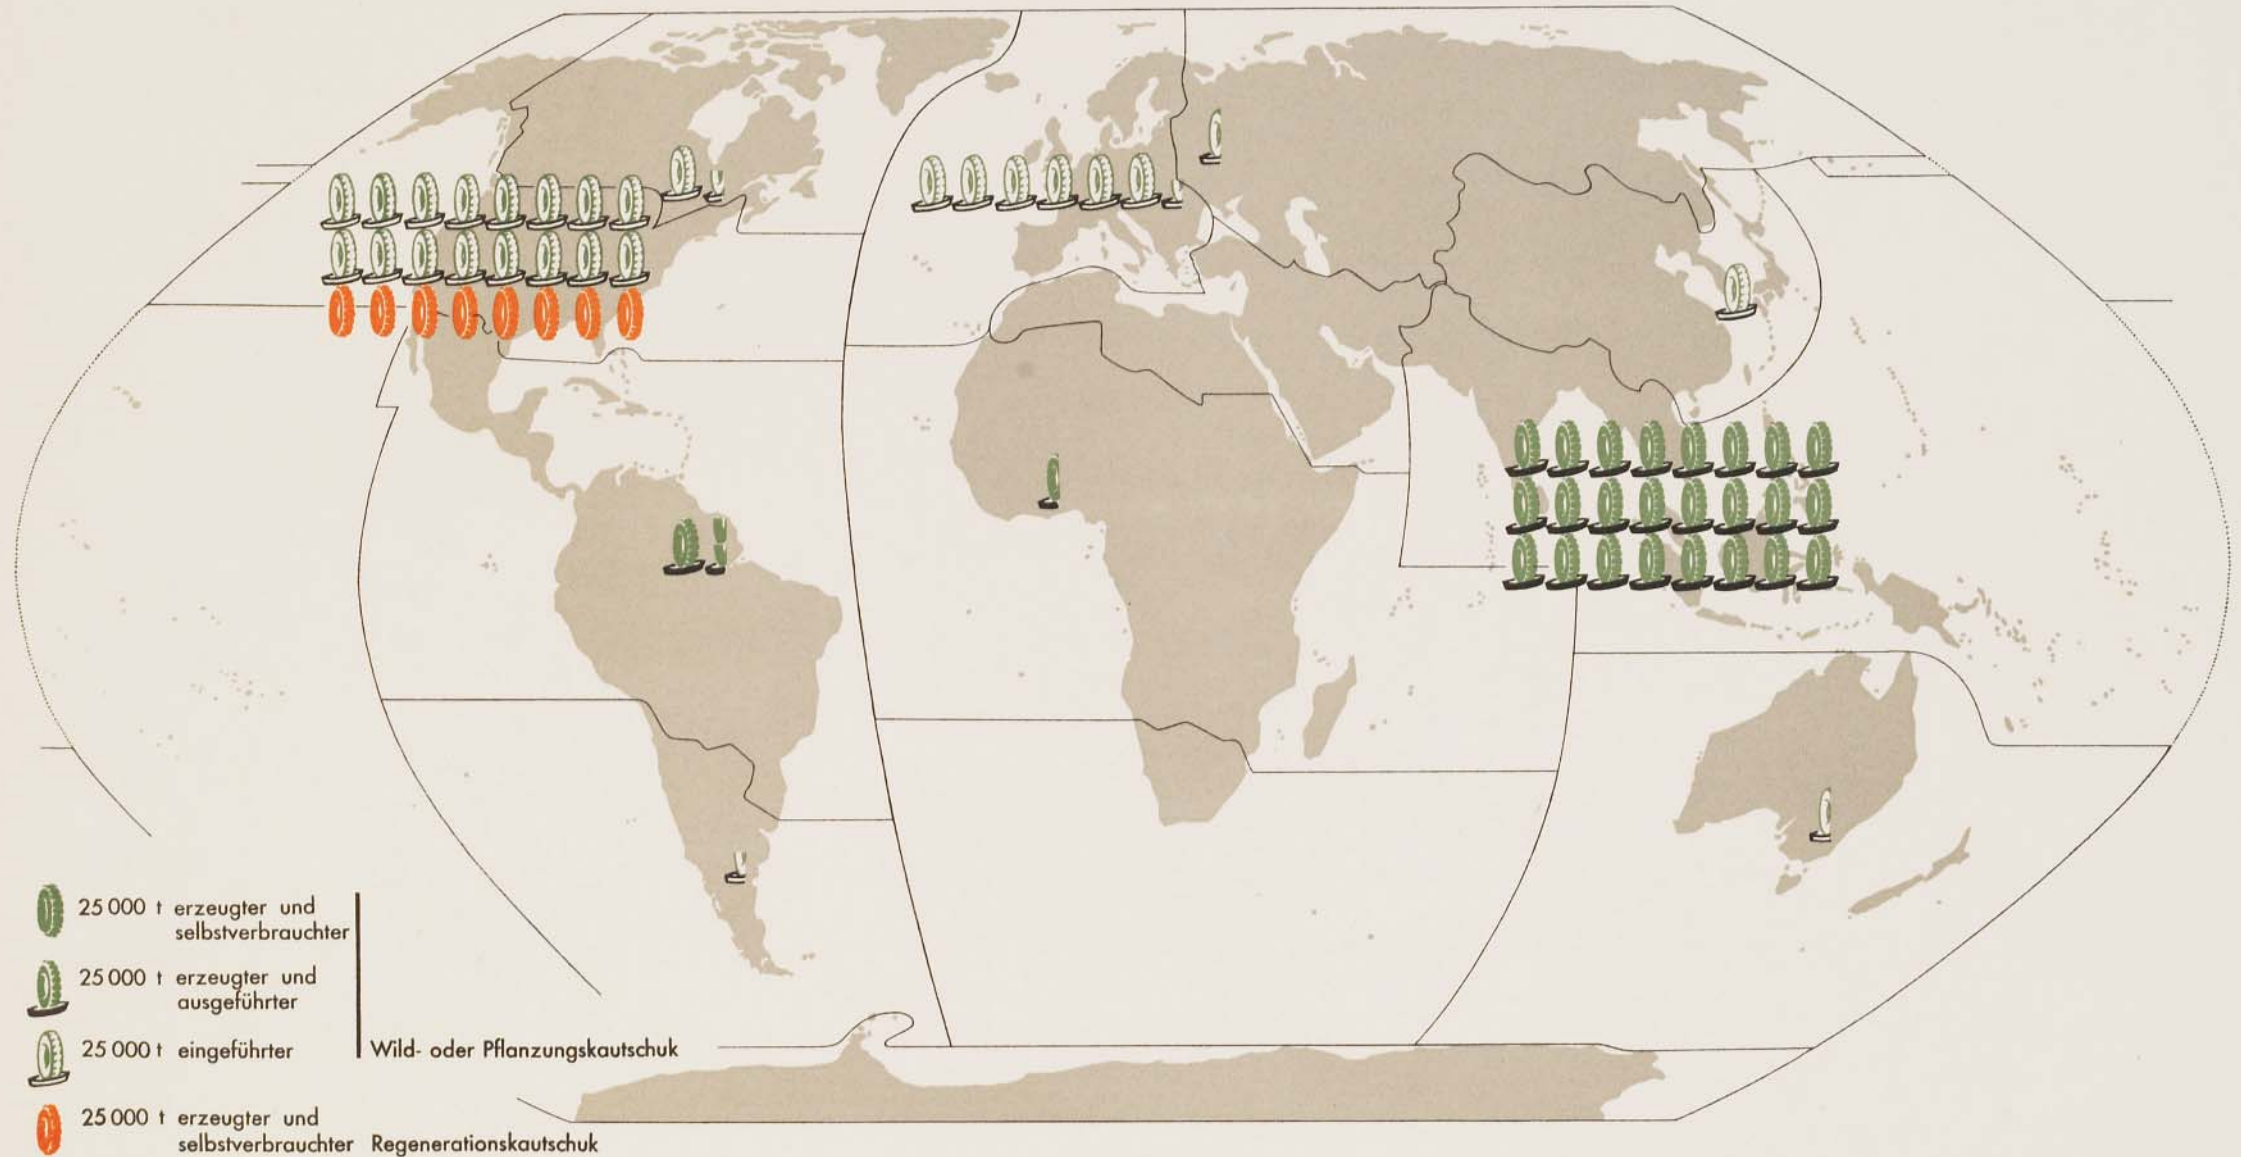 25 000 t erzeugter und
selbstverbrauchter
25 000 t erzeugter und
ausgeführter
25 000 t eingeführter
Wild- oder Pflanzungskautschuk
25 000 t erzeugter und
selbstverbrauchter Regenerationskautschuk